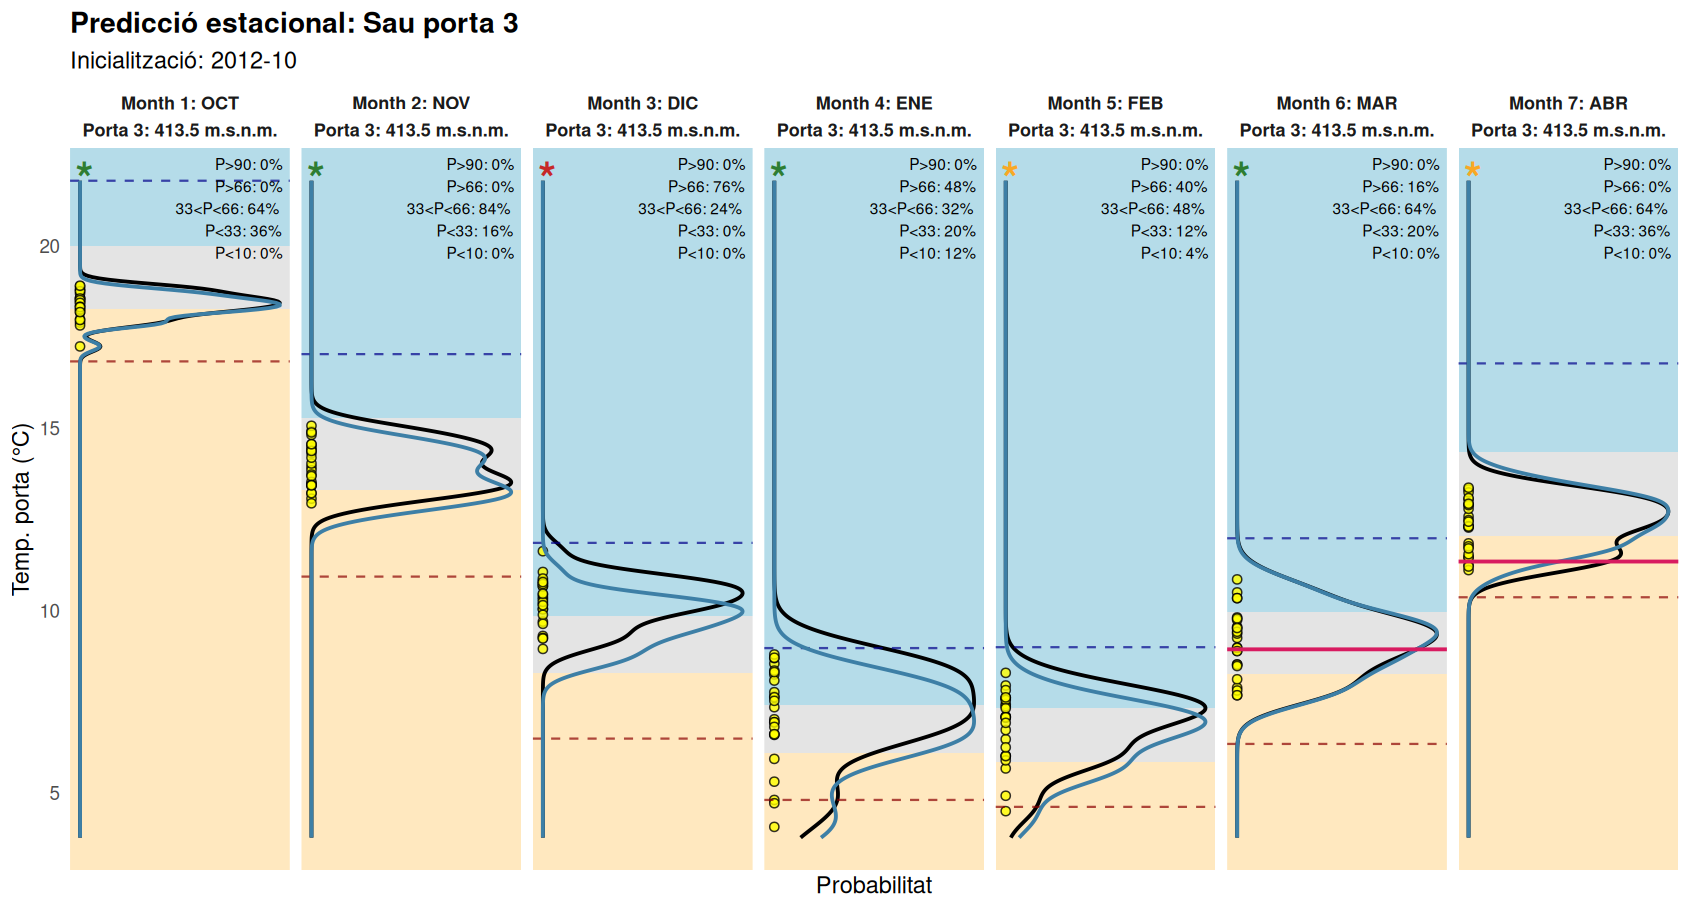 Predicció estacional: Sau porta 3
Inicialització: 2012-10
Month 1: OCT
Porta 3: 413.5 m.s.n.m.
Month 2: NOV
Porta 3: 413.5 m.s.n.m.
Month 3: DIC
Porta 3: 413.5 m.s.n.m.
Month 4: ENE
Porta 3: 413.5 m.s.n.m.
Month 5: FEB
Porta 3: 413.5 m.s.n.m.
Month 6: MAR
Porta 3: 413.5 m.s.n.m.
Month 7: ABR
Porta 3: 413.5 m.s.n.m.
*
P>90: 0%
P>66: 0%
33<P<66: 64%
P<33: 36%
P<10: 0%
*
P>90: 0%
P>66: 0%
33<P<66: 84%
P<33: 16%
P<10: 0%
*
P>90: 0%
P>66: 76%
33<P<66: 24%
P<33: 0%
P<10: 0%
*
P>90: 0%
P>66: 48%
33<P<66: 32%
P<33: 20%
P<10: 12%
*
P>90: 0%
P>66: 40%
33<P<66: 48%
P<33: 12%
P<10: 4%
*
P>90: 0%
P>66: 16%
33<P<66: 64%
P<33: 20%
P<10: 0%
*
P>90: 0%
P>66: 0%
33<P<66: 64%
P<33: 36%
P<10: 0%
20
15
10
5
Temp. porta (°C)
Probabilitat